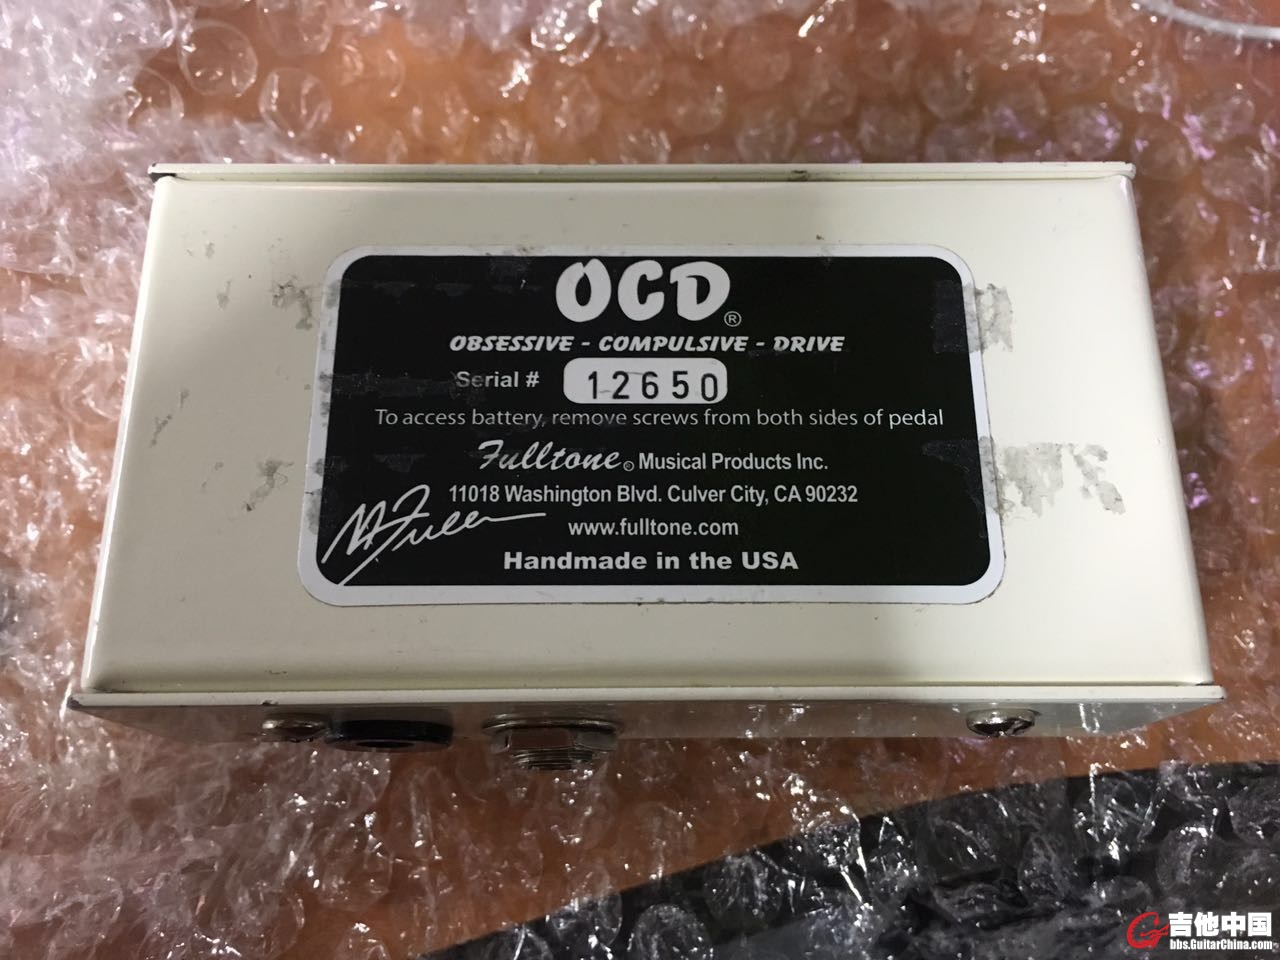 OCD®
OBSESSIVE - COMPULSIVE - DRIVE
Serial # 12650
To access battery, remove screws from both sides of pedal
Fulltone® Musical Products Inc.
11018 Washington Blvd. Culver City, CA 90232
M Fuller
www.fulltone.com
Handmade in the USA
吉他中国
bbs.GuitarChina.com